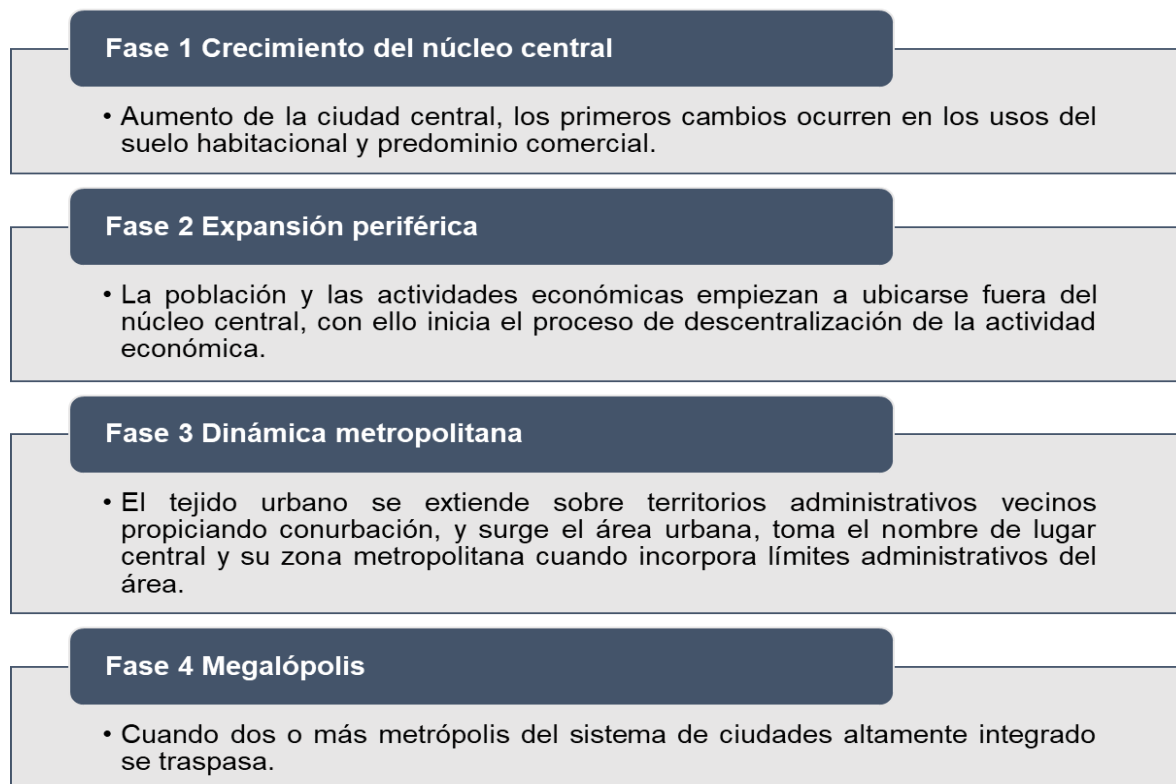 Fase 1 Crecimiento del núcleo central
• Aumento de la ciudad central, los primeros cambios ocurren en los usos del
suelo habitacional y predominio comercial.
Fase 2 Expansión periférica
• La población y las actividades económicas empiezan a ubicarse fuera del
núcleo central, con ello inicia el proceso de descentralización de la actividad
económica.
Fase 3 Dinámica metropolitana
• El tejido urbano se extiende sobre territorios administrativos vecinos
propiciando conurbación, y surge el área urbana, toma el nombre de lugar
central y su zona metropolitana cuando incorpora límites administrativos del
área.
Fase 4 Megalópolis
• Cuando dos o más metrópolis del sistema de ciudades altamente integrado
se traspasa.